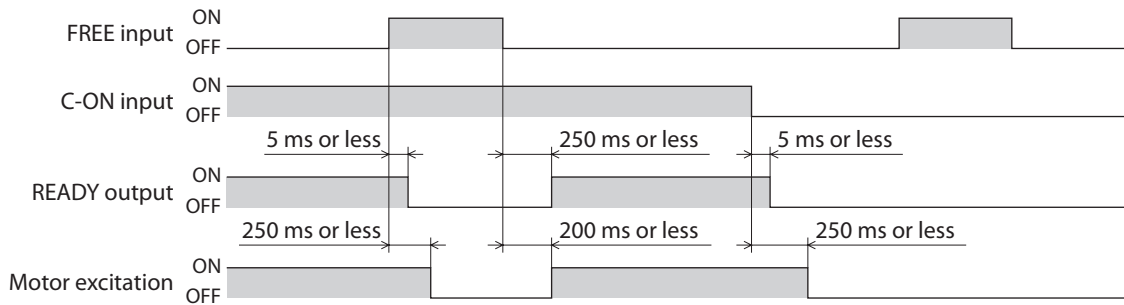 FREE input
ON
OFF
C-ON input
ON
OFF
5 ms or less
250 ms or less
5 ms or less
READY output
ON
OFF
250 ms or less
200 ms or less
250 ms or less
Motor excitation
ON
OFF